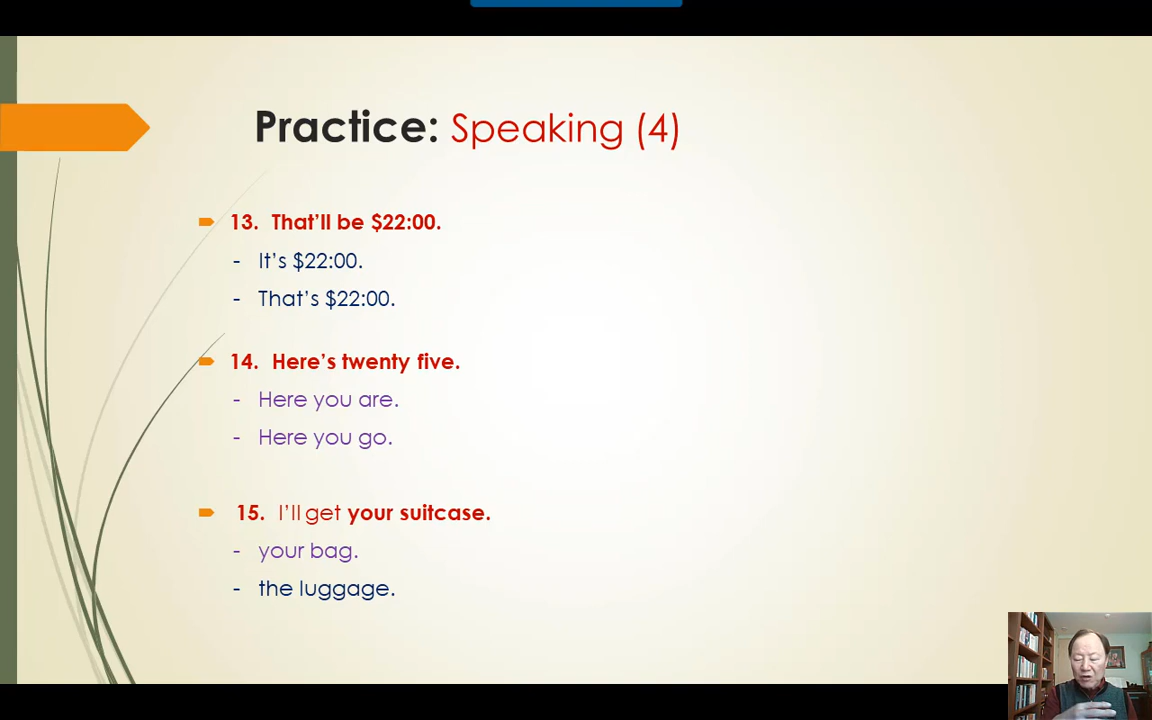 Practice: Speaking (4)
13. That’ll be $22:00.
- It’s $22:00.
- That’s $22:00.
14. Here’s twenty five.
- Here you are.
- Here you go.
15. I’ll get your suitcase.
- your bag.
- the luggage.